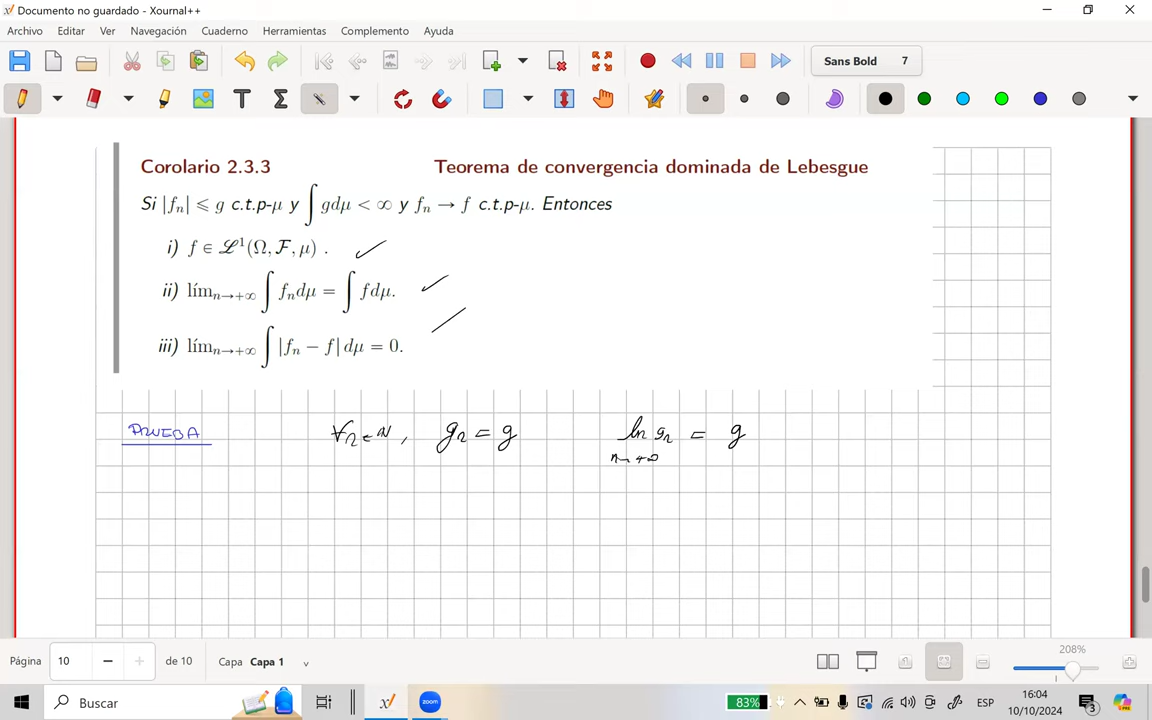 Documento no guardado - Xournal++
Archivo Editar Ver Navegación Cuaderno Herramientas Complemento Ayuda
Sans Bold 7
Corolario 2.3.3 Teorema de convergencia dominada de Lebesgue
Si |fₙ| ⩽ g c.t.p-μ y ∫ gdμ < ∞ y fₙ → f c.t.p-μ. Entonces
i) f ∈ ℒ¹(Ω, ℱ, μ) .
ii) límₙ→+∞ ∫ fₙdμ = ∫ fdμ.
iii) límₙ→+∞ ∫ |fₙ − f| dμ = 0.
PRUEBA ∀n∈ℕ, gₙ = g lim gₙ = g
n→+∞
Página 10 de 10 Capa Capa 1 208%
Buscar zoom 83% ESP 16:04
10/10/2024 3